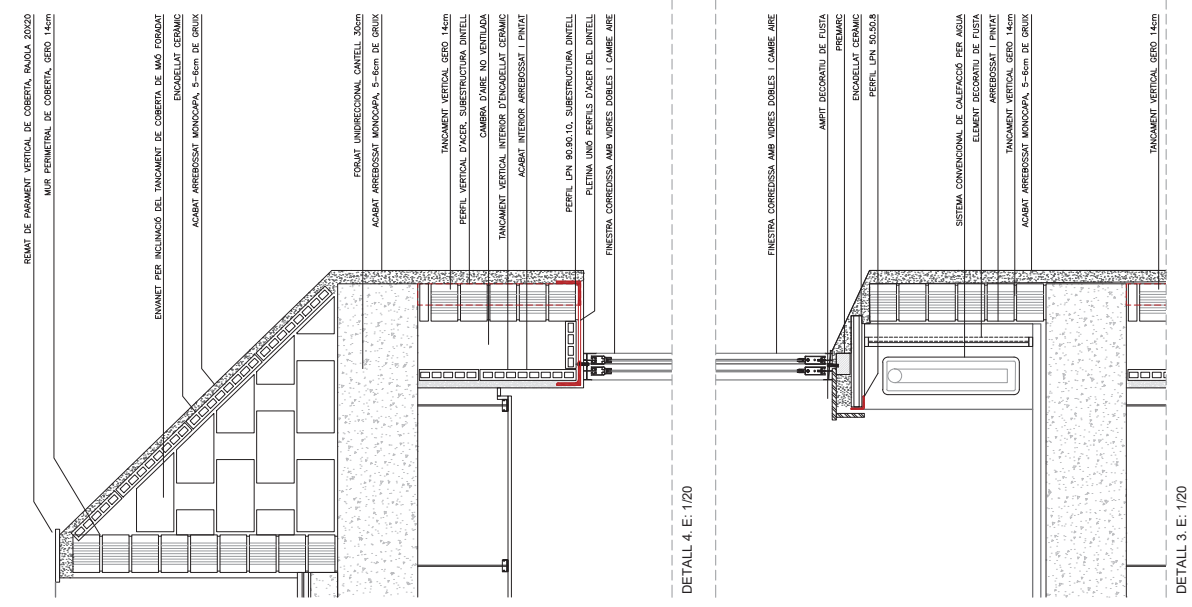 REMAT DE PARAMENT VERTICAL DE COBERTA, RAJOLA 20X20
MUR PERIMETRAL DE COBERTA, GERO 14cm
ENVANET PER INCLINACIÓ DEL TANCAMENT DE COBERTA DE MAÓ FORADAT
ENCADELLAT CERÀMIC
ACABAT ARREBOSSAT MONOCAPA, 5-6cm DE GRUIX
FORJAT UNIDIRECCIONAL CANTELL 30cm
ACABAT ARREBOSSAT MONOCAPA, 5-6cm DE GRUIX
TANCAMENT VERTICAL GERO 14cm
PERFIL VERTICAL D'ACER, SUBESTRUCTURA DINTELL
CAMBRA D'AIRE NO VENTILADA
TANCAMENT VERTICAL INTERIOR D'ENCADELLAT CERÀMIC
ACABAT INTERIOR ARREBOSSAT I PINTAT
PERFIL LPN 90.90.10, SUBESTRUCTURA DINTELL
PLETINA UNIÓ PERFILS D'ACER DEL DINTELL
FINESTRA CORREDISSA AMB VIDRES DOBLES I CAMBE AIRE
DETALL 4. E: 1/20
FINESTRA CORREDISSA AMB VIDRES DOBLES I CAMBE AIRE
AMPIT DECORATIU DE FUSTA
PREMARC
ENCADELLAT CERÀMIC
PERFIL LPN 50.50.8
SISTEMA CONVENCIONAL DE CALEFACCIÓ PER AIGUA
ELEMENT DECORATIU DE FUSTA
ARREBOSSAT I PINTAT
TANCAMENT VERTICAL GERO 14cm
ACABAT ARREBOSSAT MONOCAPA, 5-6cm DE GRUIX
TANCAMENT VERTICAL GERO 14cm
DETALL 3. E: 1/20